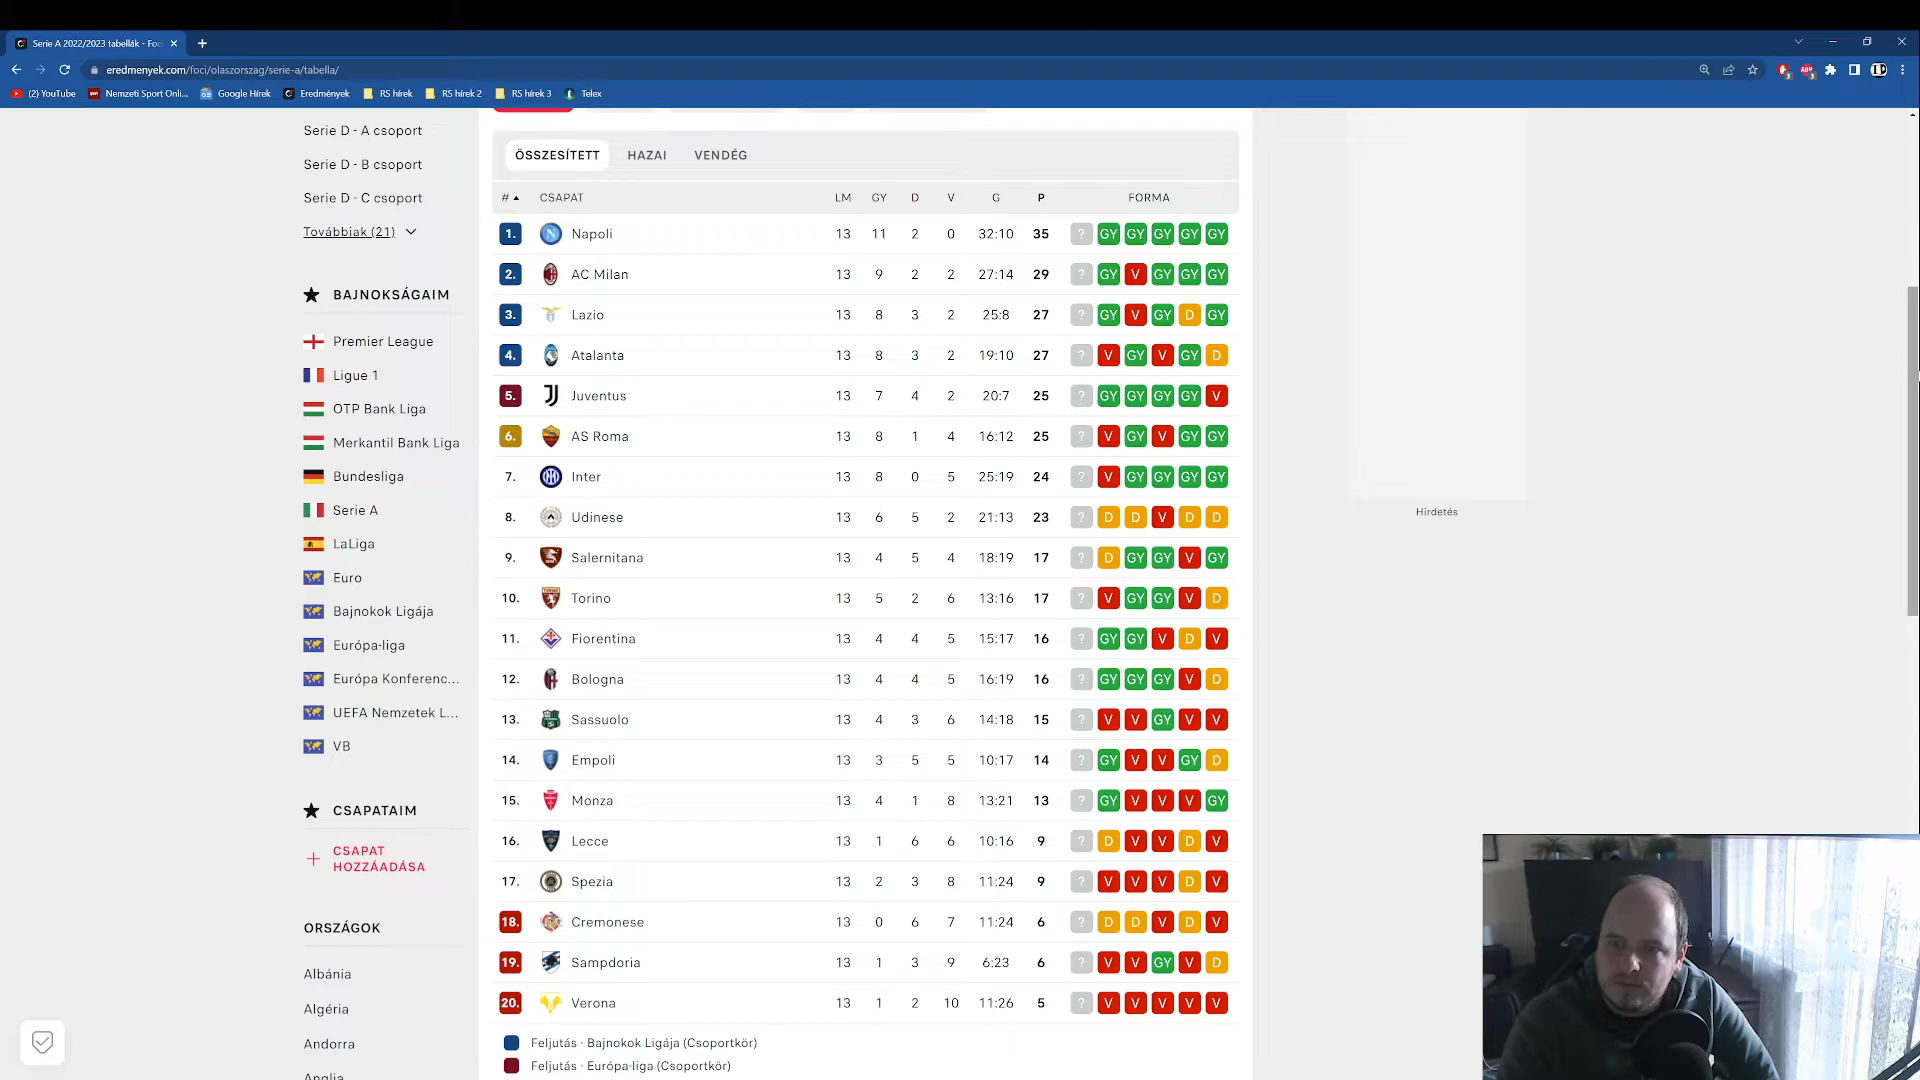 Serie A 2022/2023 tabellák - Foci
eredmenyek.com/foci/olaszorszag/serie-a/tabella/
(2) YouTube Nemzeti Sport Onli... Google Hírek Eredmények RS hírek RS hírek 2 RS hírek 3 Telex
Serie D - A csoport
Serie D - B csoport
Serie D - C csoport
Továbbiak (21)
BAJNOKSÁGAIM
Premier League
Ligue 1
OTP Bank Liga
Merkantil Bank Liga
Bundesliga
Serie A
LaLiga
Euro
Bajnokok Ligája
Európa-liga
Európa Konferenc...
UEFA Nemzetek L...
VB
CSAPATAIM
CSAPAT
HOZZÁADÁSA
ORSZÁGOK
Albánia
Algéria
Andorra
Anglia
ÖSSZESÍTETT HAZAI VENDÉG
# CSAPAT LM GY D V G P FORMA
1. Napoli 13 11 2 0 32:10 35 ? GY GY GY GY GY
2. AC Milan 13 9 2 2 27:14 29 ? GY V GY GY GY
3. Lazio 13 8 3 2 25:8 27 ? GY V GY D GY
4. Atalanta 13 8 3 2 19:10 27 ? V GY V GY D
5. Juventus 13 7 4 2 20:7 25 ? GY GY GY GY V
6. AS Roma 13 8 1 4 16:12 25 ? V GY V GY GY
7. Inter 13 8 0 5 25:19 24 ? V GY GY GY GY
8. Udinese 13 6 5 2 21:13 23 ? D D V D D
9. Salernitana 13 4 5 4 18:19 17 ? D GY GY V GY
10. Torino 13 5 2 6 13:16 17 ? V GY GY V D
11. Fiorentina 13 4 4 5 15:17 16 ? GY GY V D V
12. Bologna 13 4 4 5 16:19 16 ? GY GY GY V D
13. Sassuolo 13 4 3 6 14:18 15 ? V V GY V V
14. Empoli 13 3 5 5 10:17 14 ? GY V V GY D
15. Monza 13 4 1 8 13:21 13 ? GY V V V GY
16. Lecce 13 1 6 6 10:16 9 ? D V V D V
17. Spezia 13 2 3 8 11:24 9 ? V V V D V
18. Cremonese 13 0 6 7 11:24 6 ? D D V D V
19. Sampdoria 13 1 3 9 6:23 6 ? V V GY V D
20. Verona 13 1 2 10 11:26 5 ? V V V V V
Feljutás - Bajnokok Ligája (Csoportkör)
Feljutás - Európa-liga (Csoportkör)
Hirdetés